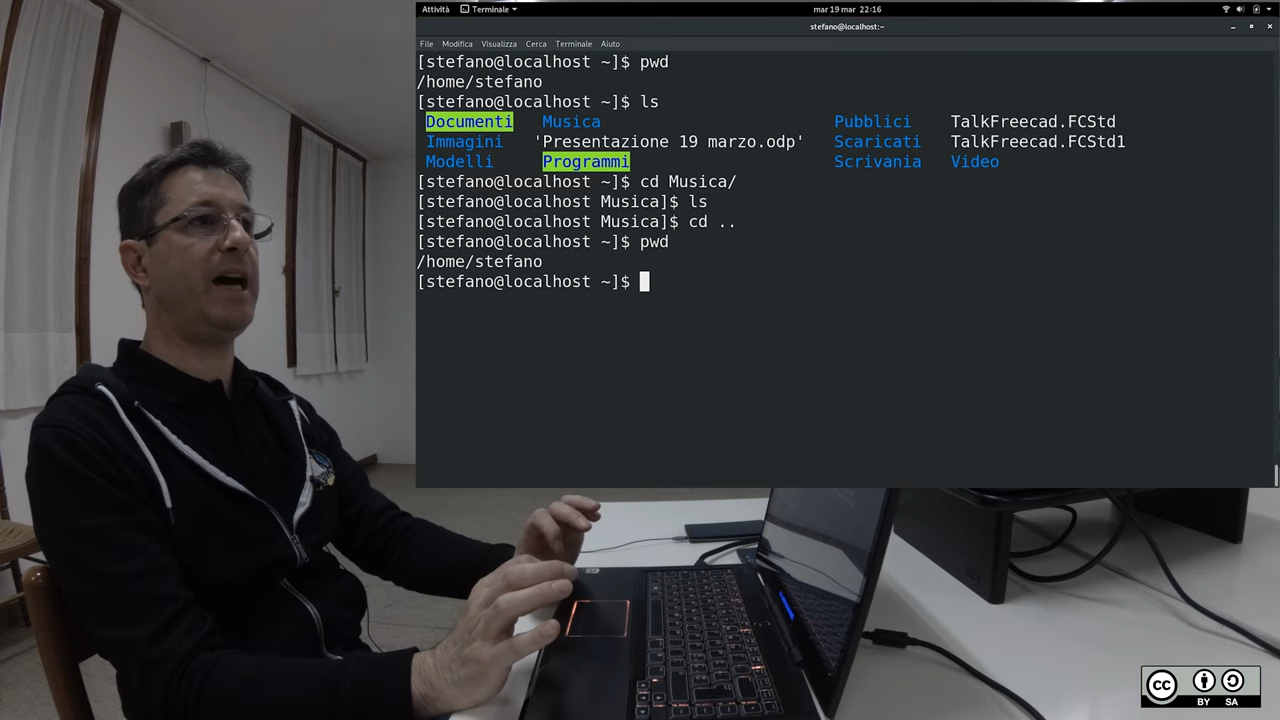 Attività Terminale mar 19 mar 22:16
stefano@localhost:~
File Modifica Visualizza Cerca Terminale Aiuto
[stefano@localhost ~]$ pwd
/home/stefano
[stefano@localhost ~]$ ls
Documenti Musica Pubblici TalkFreecad.FCStd
Immagini 'Presentazione 19 marzo.odp' Scaricati TalkFreecad.FCStd1
Modelli Programmi Scrivania Video
[stefano@localhost ~]$ cd Musica/
[stefano@localhost Musica]$ ls
[stefano@localhost Musica]$ cd ..
[stefano@localhost ~]$ pwd
/home/stefano
[stefano@localhost ~]$
cc
BY SA